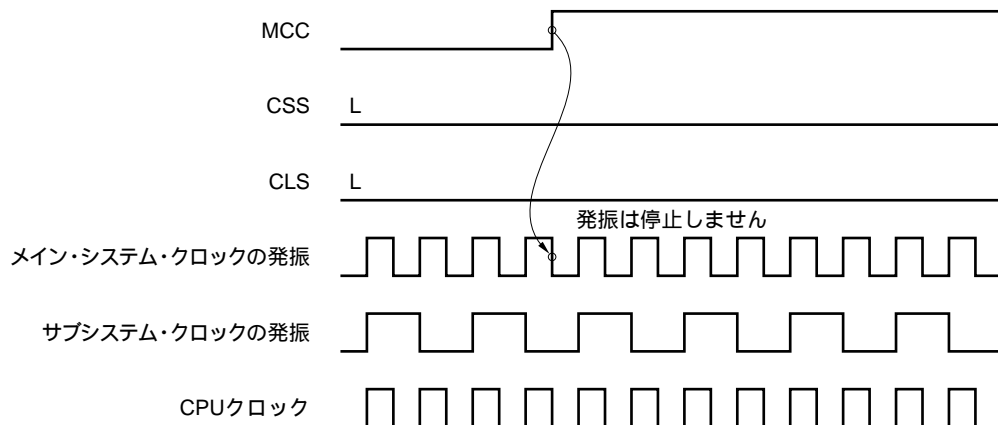 MCC
CSS L
CLS L
発振は停止しません
メイン・システム・クロックの発振
サブシステム・クロックの発振
CPUクロック